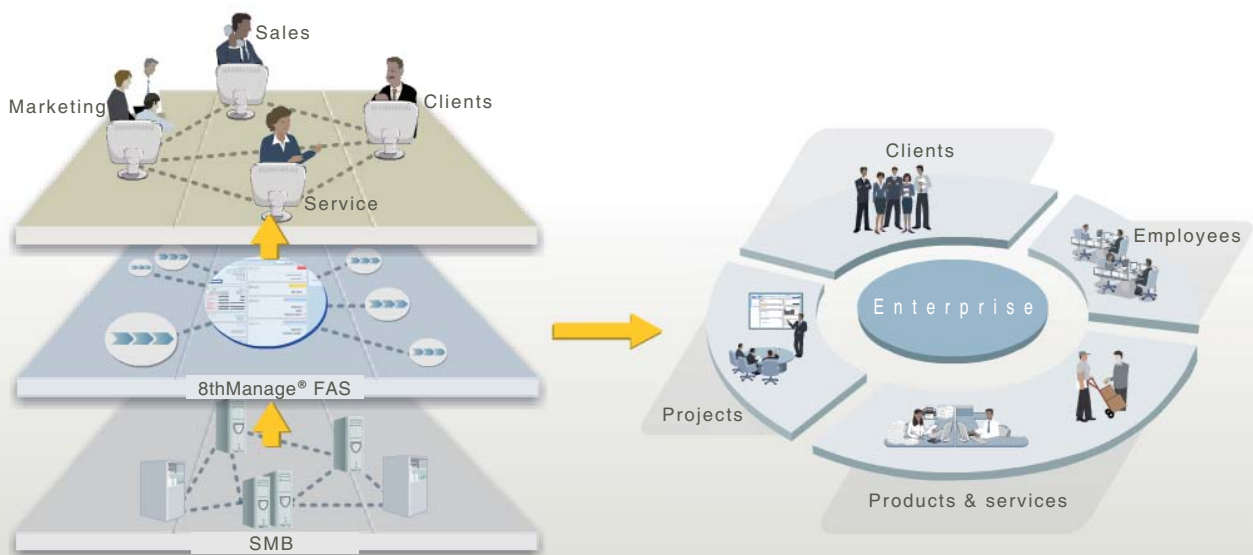 Sales
Marketing
Clients
Service
8thManage® FAS
SMB
Clients
Employees
Enterprise
Projects
Products & services